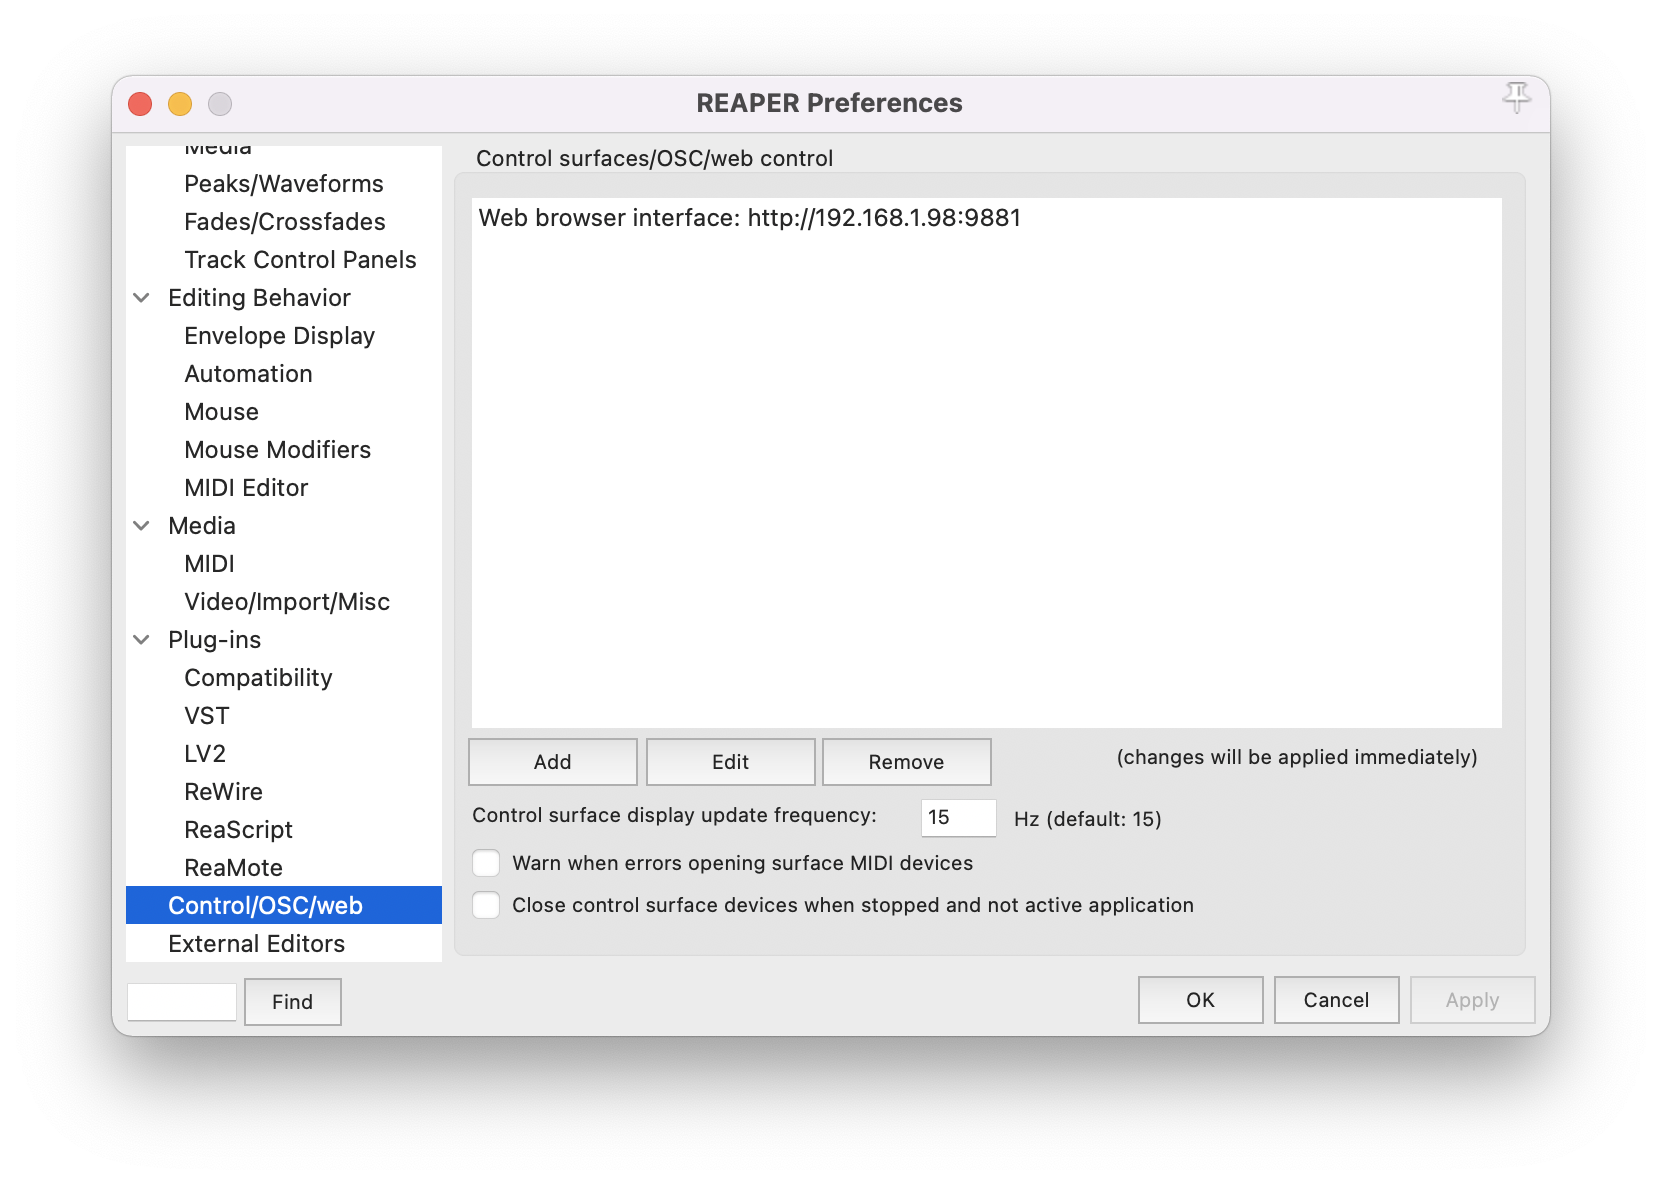 REAPER Preferences
Media
Peaks/Waveforms
Fades/Crossfades
Track Control Panels
Editing Behavior
Envelope Display
Automation
Mouse
Mouse Modifiers
MIDI Editor
Media
MIDI
Video/Import/Misc
Plug-ins
Compatibility
VST
LV2
ReWire
ReaScript
ReaMote
Control/OSC/web
External Editors
Find
Control surfaces/OSC/web control
Web browser interface: http://192.168.1.98:9881
Add Edit Remove (changes will be applied immediately)
Control surface display update frequency: 15 Hz (default: 15)
Warn when errors opening surface MIDI devices
Close control surface devices when stopped and not active application
OK Cancel Apply